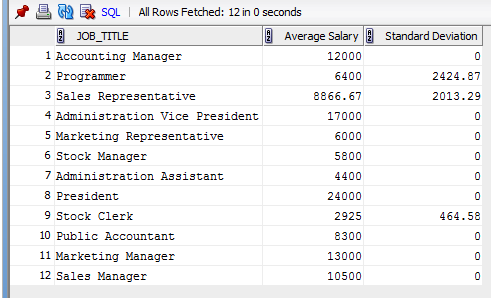 SQL | All Rows Fetched: 12 in 0 seconds
JOB_TITLE Average Salary Standard Deviation
1 Accounting Manager 12000 0
2 Programmer 6400 2424.87
3 Sales Representative 8866.67 2013.29
4 Administration Vice President 17000 0
5 Marketing Representative 6000 0
6 Stock Manager 5800 0
7 Administration Assistant 4400 0
8 President 24000 0
9 Stock Clerk 2925 464.58
10 Public Accountant 8300 0
11 Marketing Manager 13000 0
12 Sales Manager 10500 0